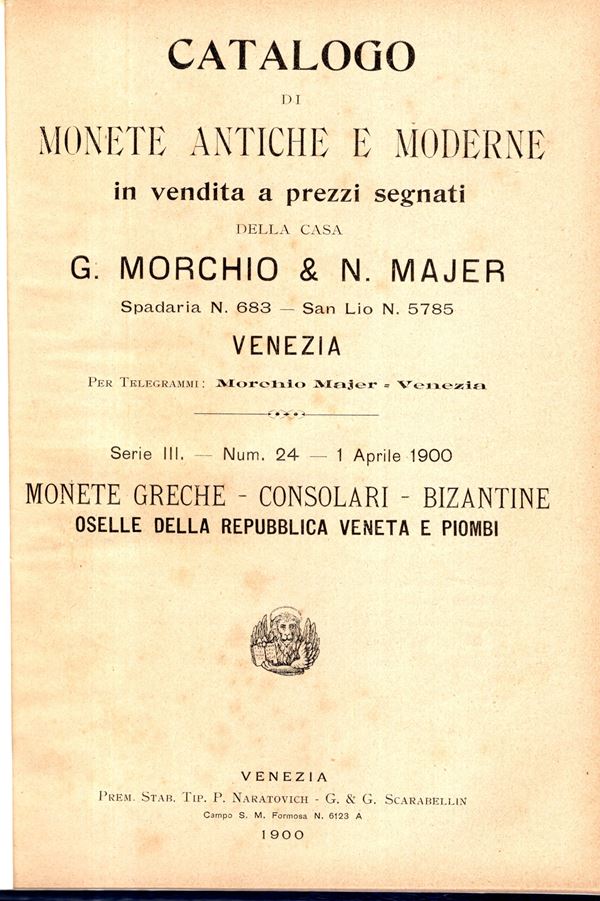 CATALOGO
DI
MONETE ANTICHE E MODERNE
in vendita a prezzi segnati
DELLA CASA
G. MORCHIO & N. MAJER
Spadaria N. 683 — San Lio N. 5785
VENEZIA
PER TELEGRAMMI: Morchio Majer - Venezia
Serie III. — Num. 24 — 1 Aprile 1900
MONETE GRECHE - CONSOLARI - BIZANTINE
OSELLE DELLA REPUBBLICA VENETA E PIOMBI
VENEZIA
PREM. STAB. TIP. P. NARATOVICH - G. & G. SCARABELLIN
Campo S. M. Formosa N. 6123 A
1900